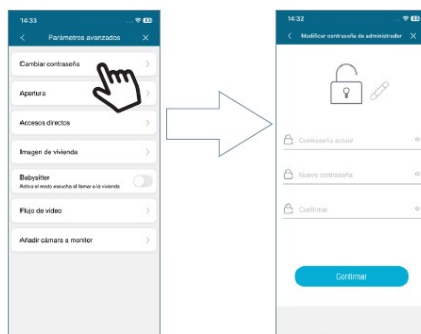 14:33
Parámetros avanzados
Cambiar contraseña
Apertura
Accesos directos
Imagen de vivienda
Babysitter
Activa el modo escucha al llamar a la vivienda
Flujo de video
Añadir cámara a monitor
14:32
Modificar contraseña de administrador
Contraseña actual
Nueva contraseña
Confirmar
Confirmar